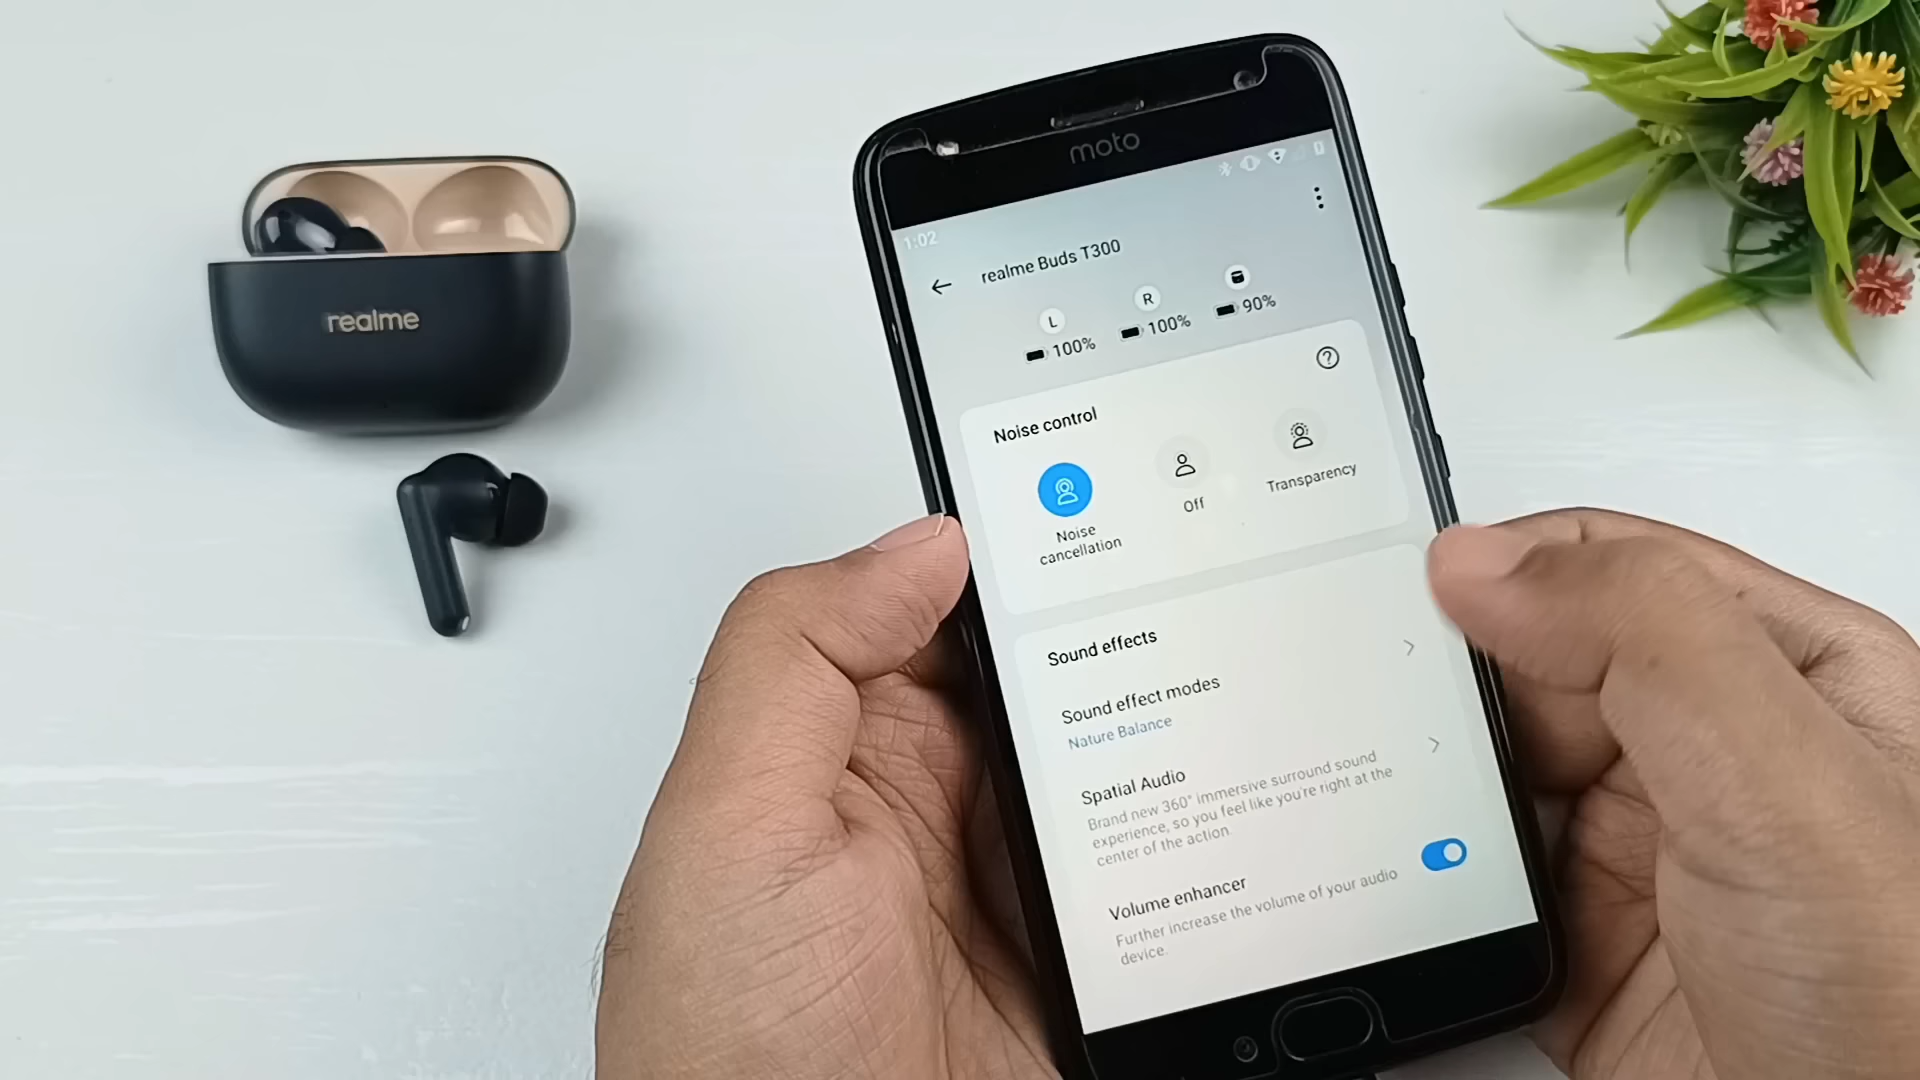 realme
moto
1:02
realme Buds T300
L
R
100%
100%
90%
Noise control
Noise cancellation
Off
Transparency
Sound effects
Sound effect modes
Nature Balance
Spatial Audio
Brand new 360° immersive surround sound
experience, so you feel like you're right at the
center of the action.
Volume enhancer
Further increase the volume of your audio
device.